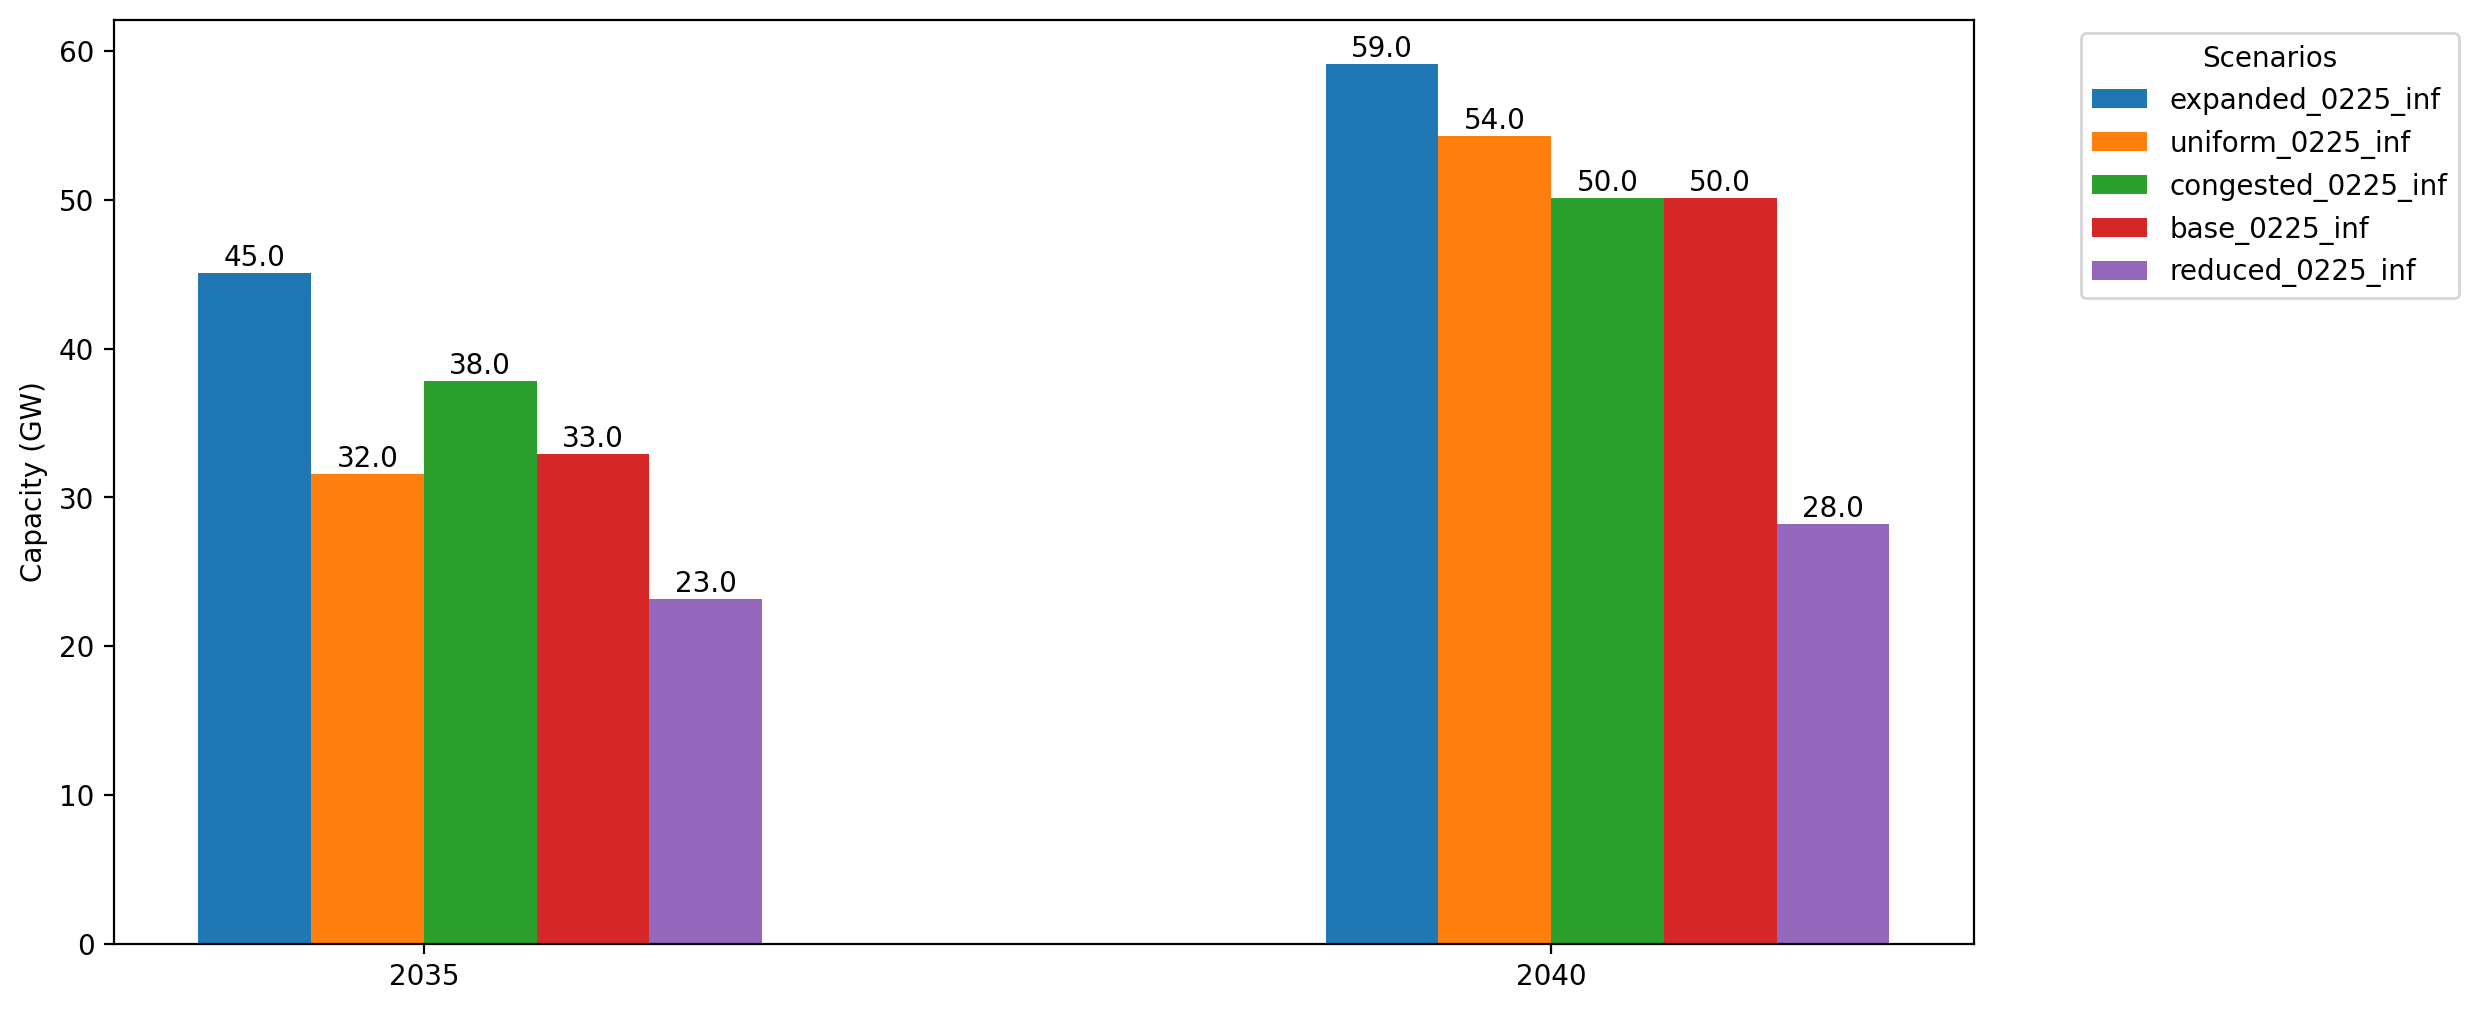 Capacity (GW)
60
50
40
30
20
10
0
45.0
32.0
38.0
33.0
23.0
59.0
54.0
50.0
50.0
28.0
2035
2040
Scenarios
expanded_0225_inf
uniform_0225_inf
congested_0225_inf
base_0225_inf
reduced_0225_inf